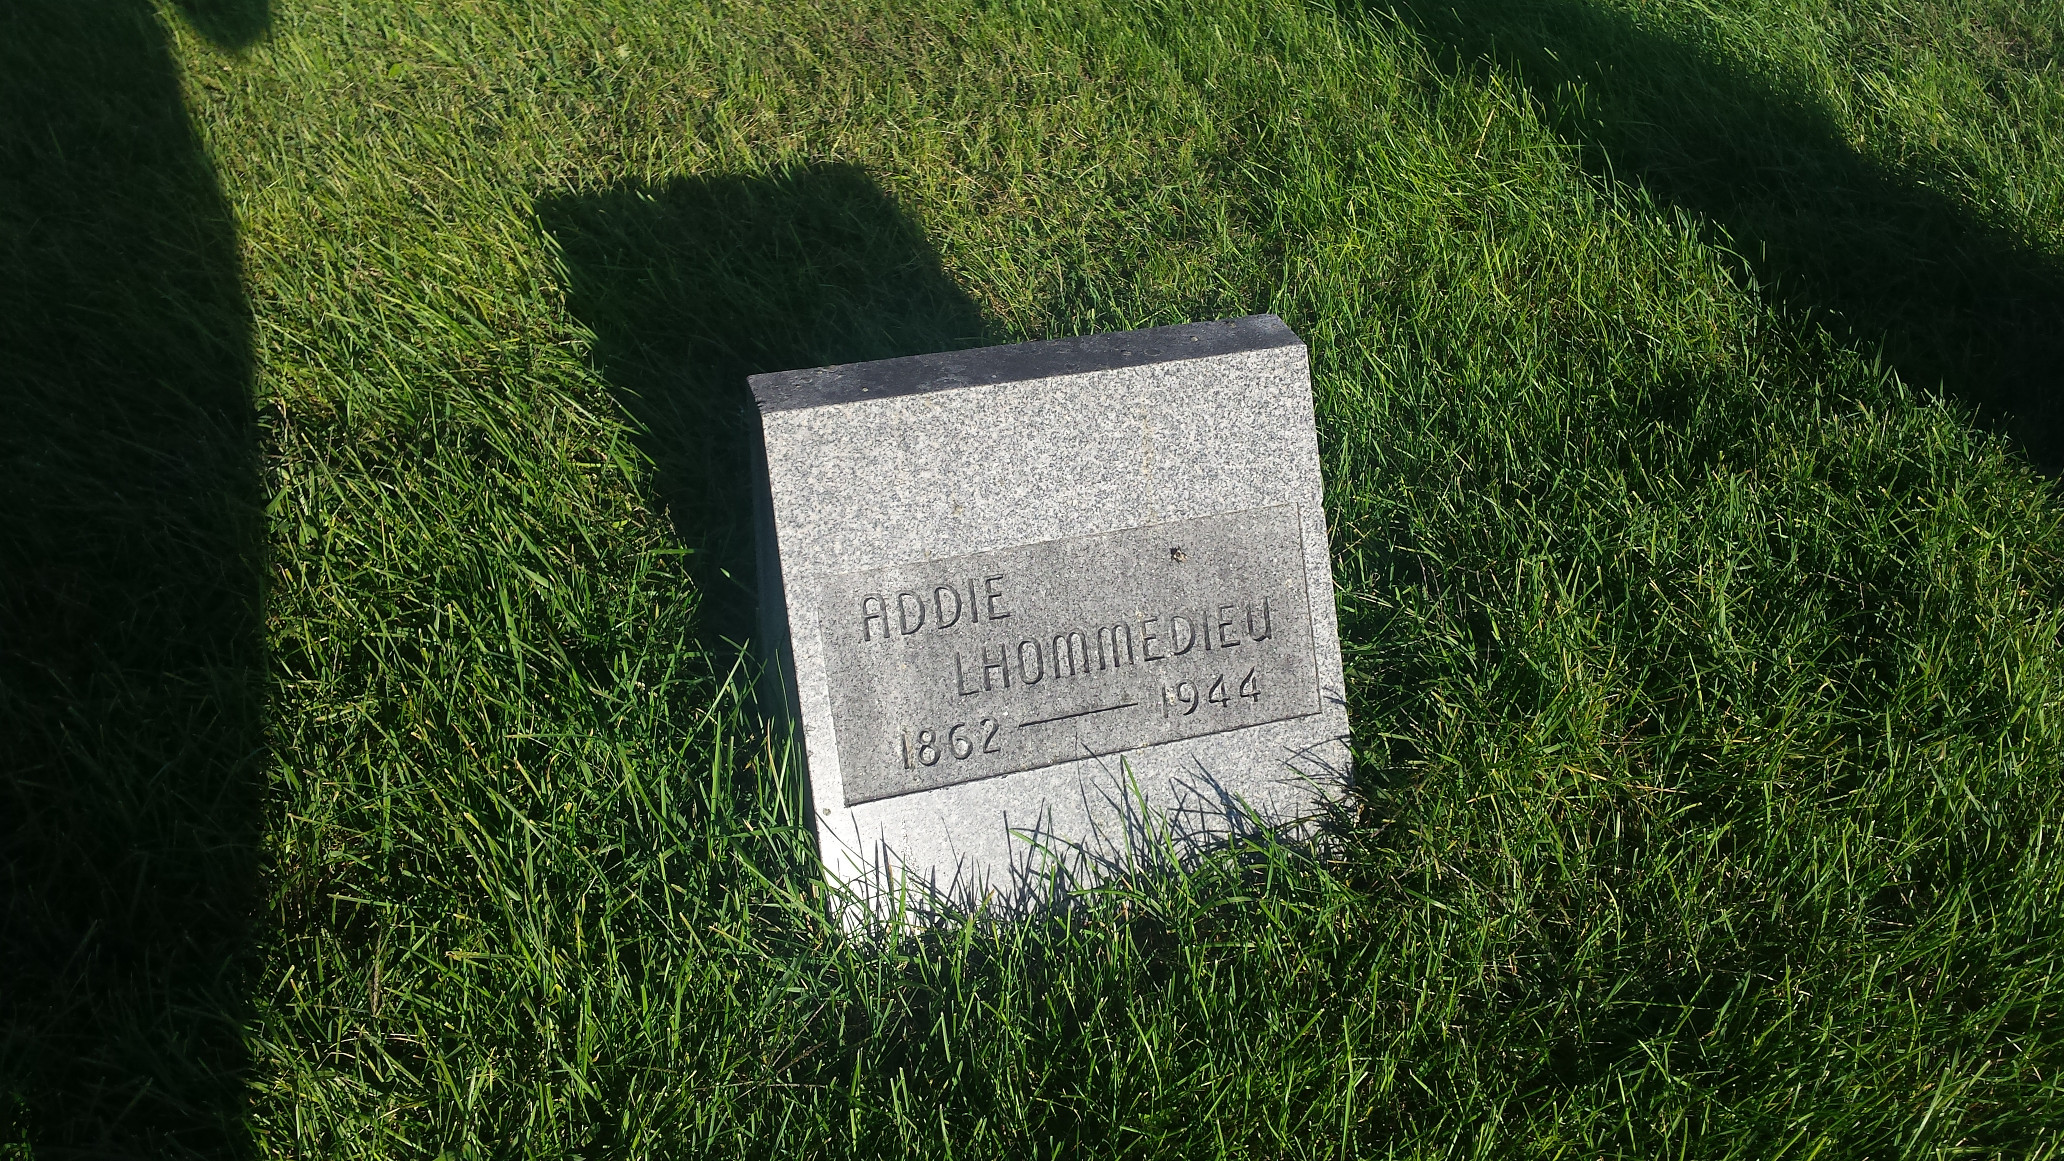 ADDIE
LHOMMEDIEU
1862 — 1944